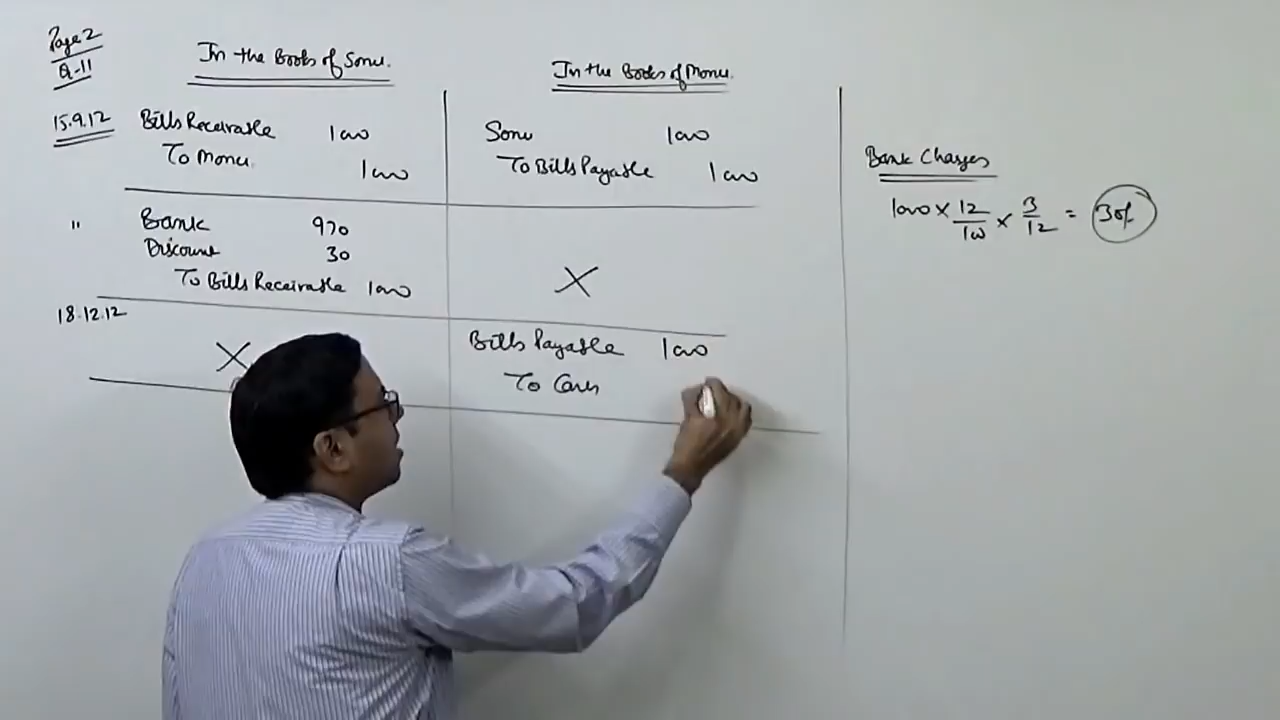 Page 2
Q-11
In the Books of Sonu.
In the Books of Monu.
15.9.12
Bills Receivable 1000
To Monu. 1000
Sonu 1000
To Bills Payable 1000
" Bank 970
Discount 30
To Bills Receivable 1000
X
18.12.12
X
Bills Payable 1000
To Cash
Bank Charges
1000 × 12/100 × 3/12 = 30/-